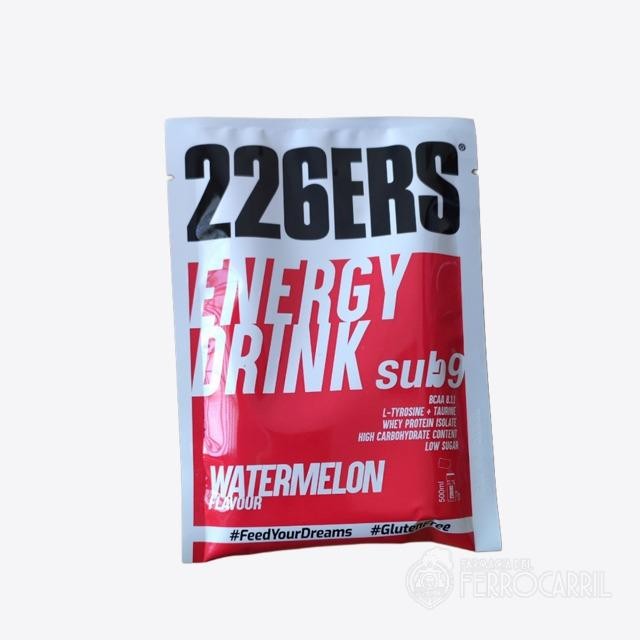 226ERS®
ENERGY
DRINK sub9
BCAA 8.1.1
L-TYROSINE + TAURINE
WHEY PROTEIN ISOLATE
HIGH CARBOHYDRATE CONTENT
LOW SUGAR
500ml
WATERMELON
FLAVOUR
#FeedYourDreams #GlutenFree
FARMACIA DEL
FERROCARRIL